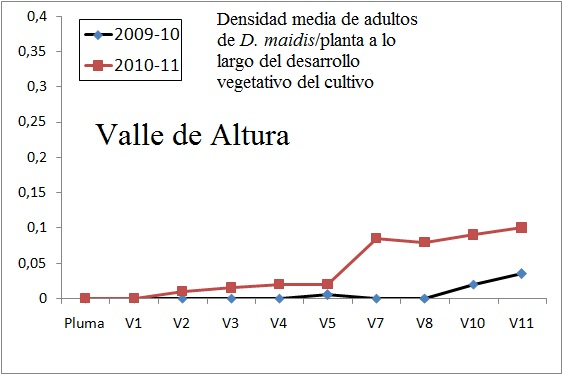 Densidad media de adultos
de D. maidis/planta a lo
largo del desarrollo
vegetativo del cultivo
2009-10
2010-11
Valle de Altura
0,4
0,35
0,3
0,25
0,2
0,15
0,1
0,05
0
Pluma V1 V2 V3 V4 V5 V7 V8 V10 V11